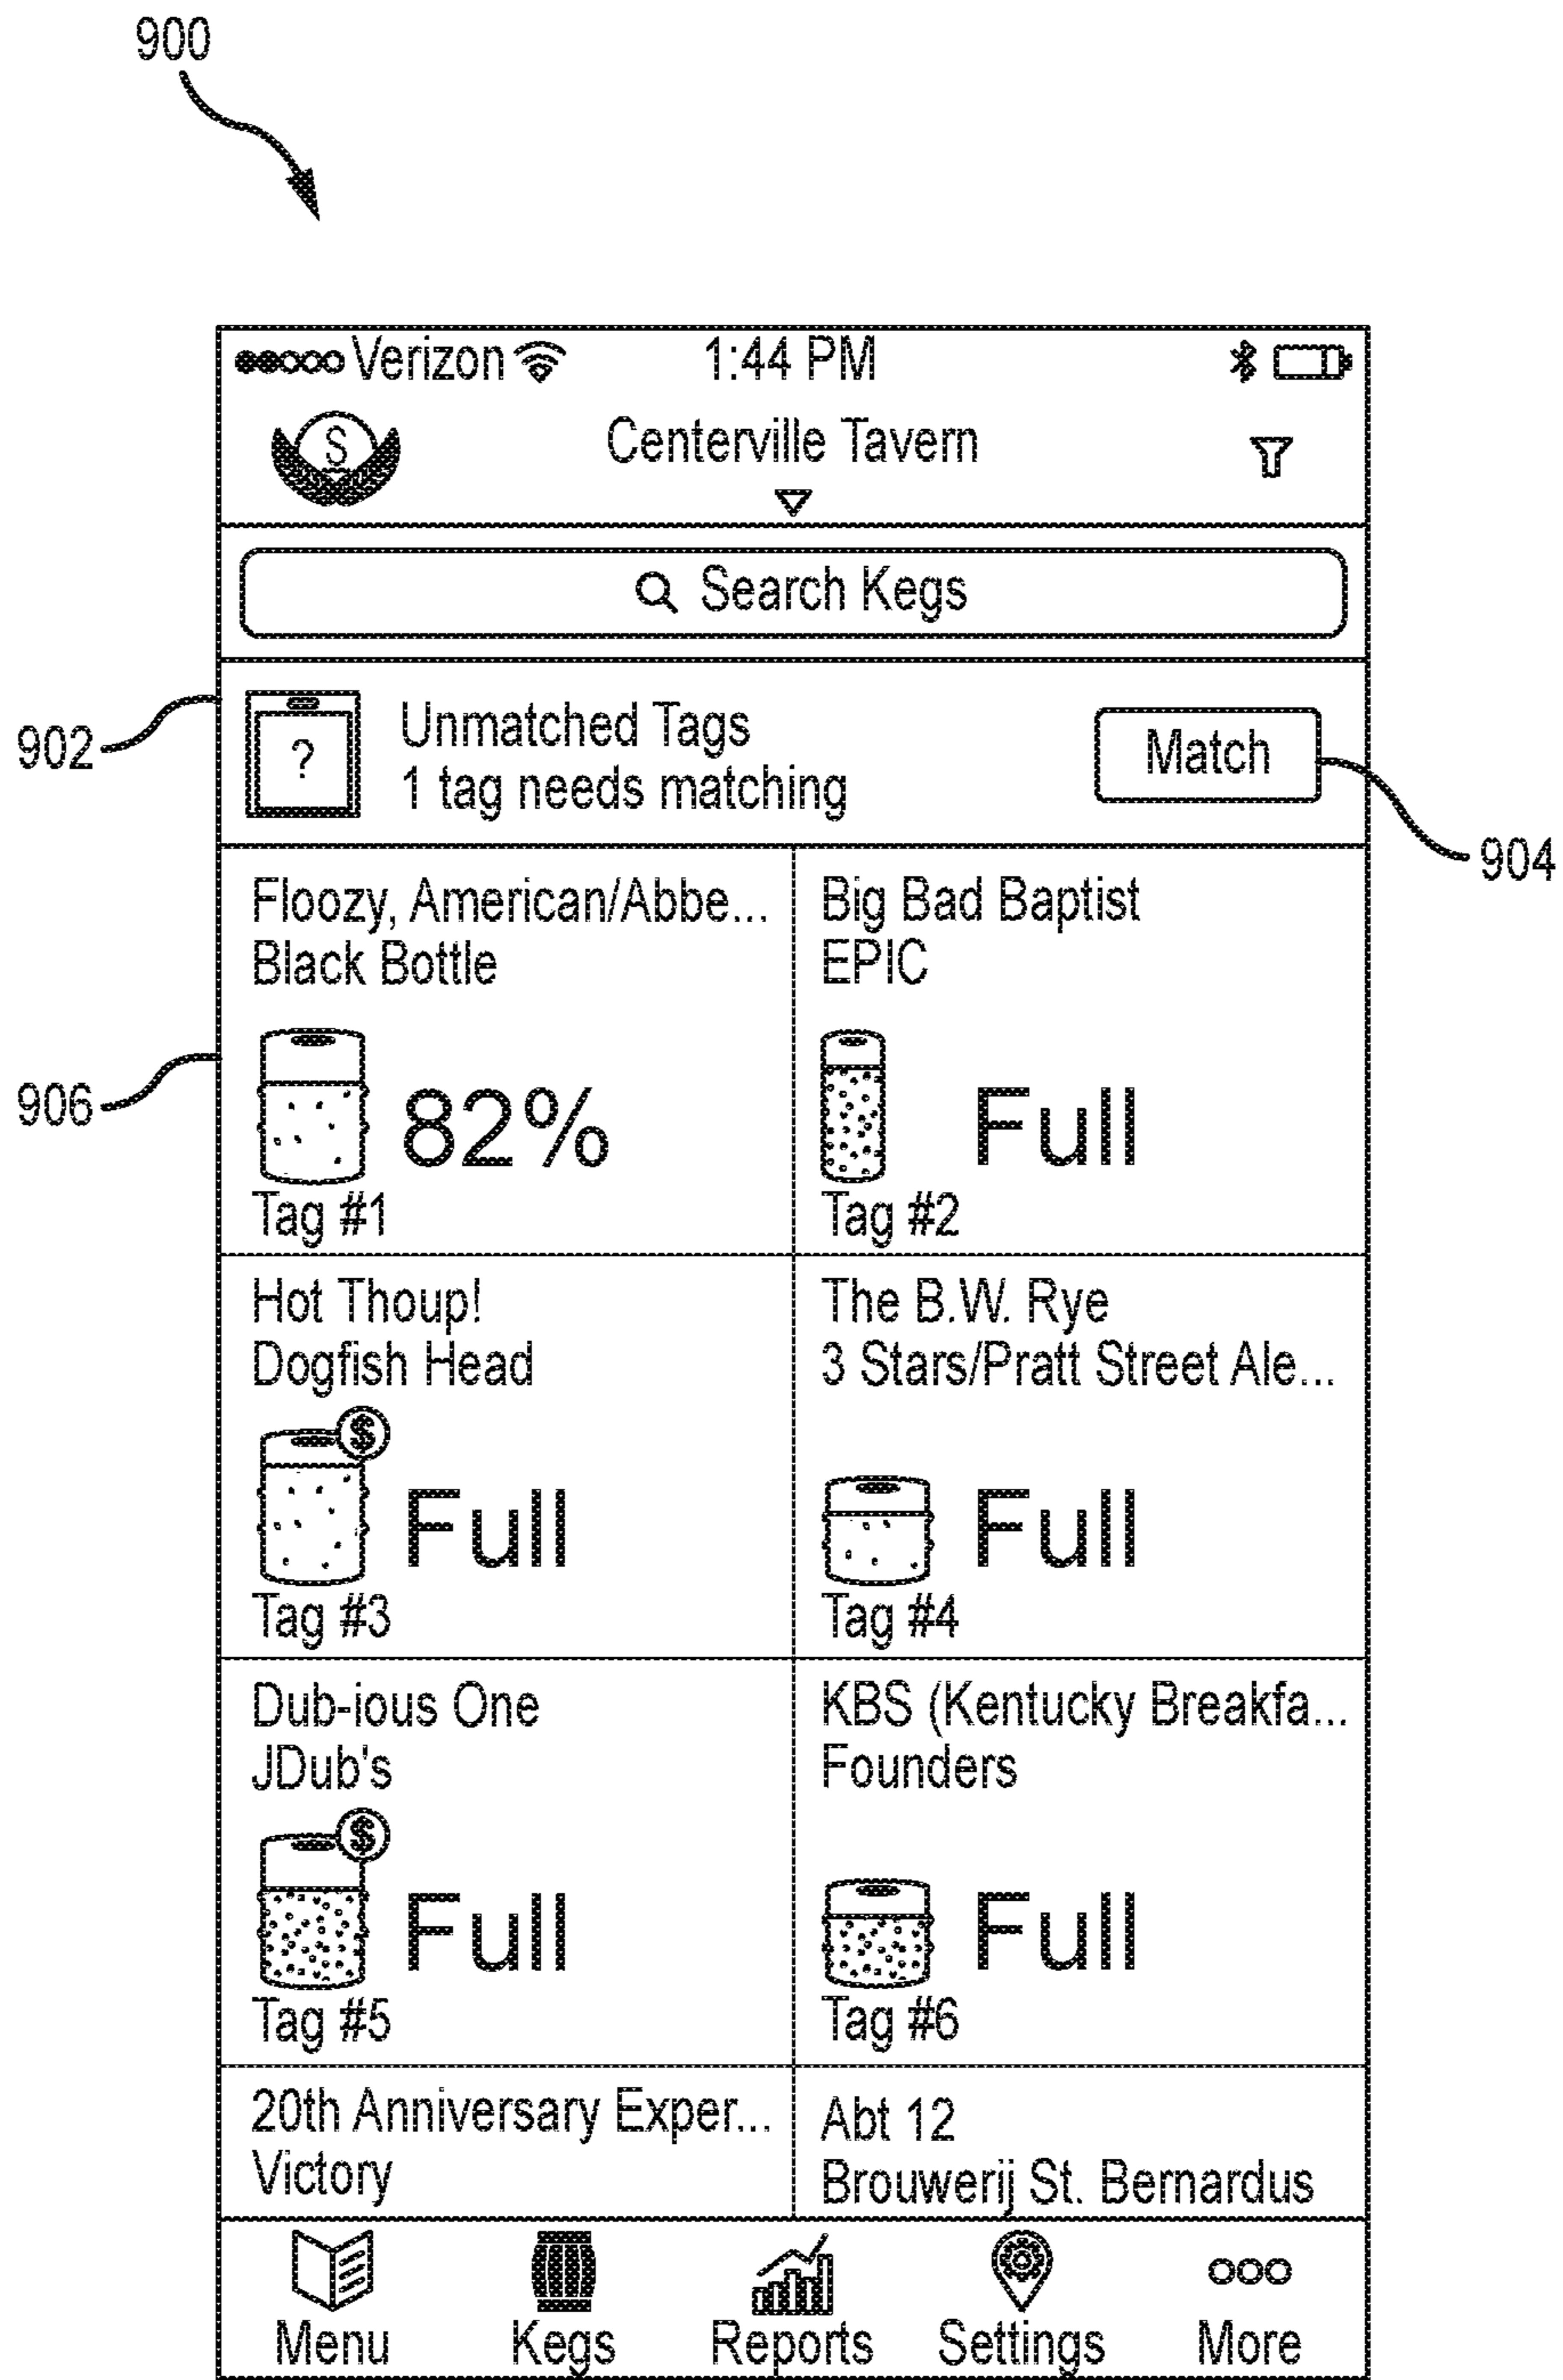 900
Verizon 1:44 PM
S
Centerville Tavern
Search Kegs
902
?
Unmatched Tags
1 tag needs matching
Match
904
Floozy, American/Abbe...
Black Bottle
906
82%
Tag #1
Big Bad Baptist
EPIC
Full
Tag #2
Hot Thoup!
Dogfish Head
$
Full
Tag #3
The B.W. Rye
3 Stars/Pratt Street Ale...
Full
Tag #4
Dub-ious One
JDub's
$
Full
Tag #5
KBS (Kentucky Breakfa...
Founders
Full
Tag #6
20th Anniversary Exper...
Victory
Abt 12
Brouwerij St. Bernardus
Menu Kegs Reports Settings More